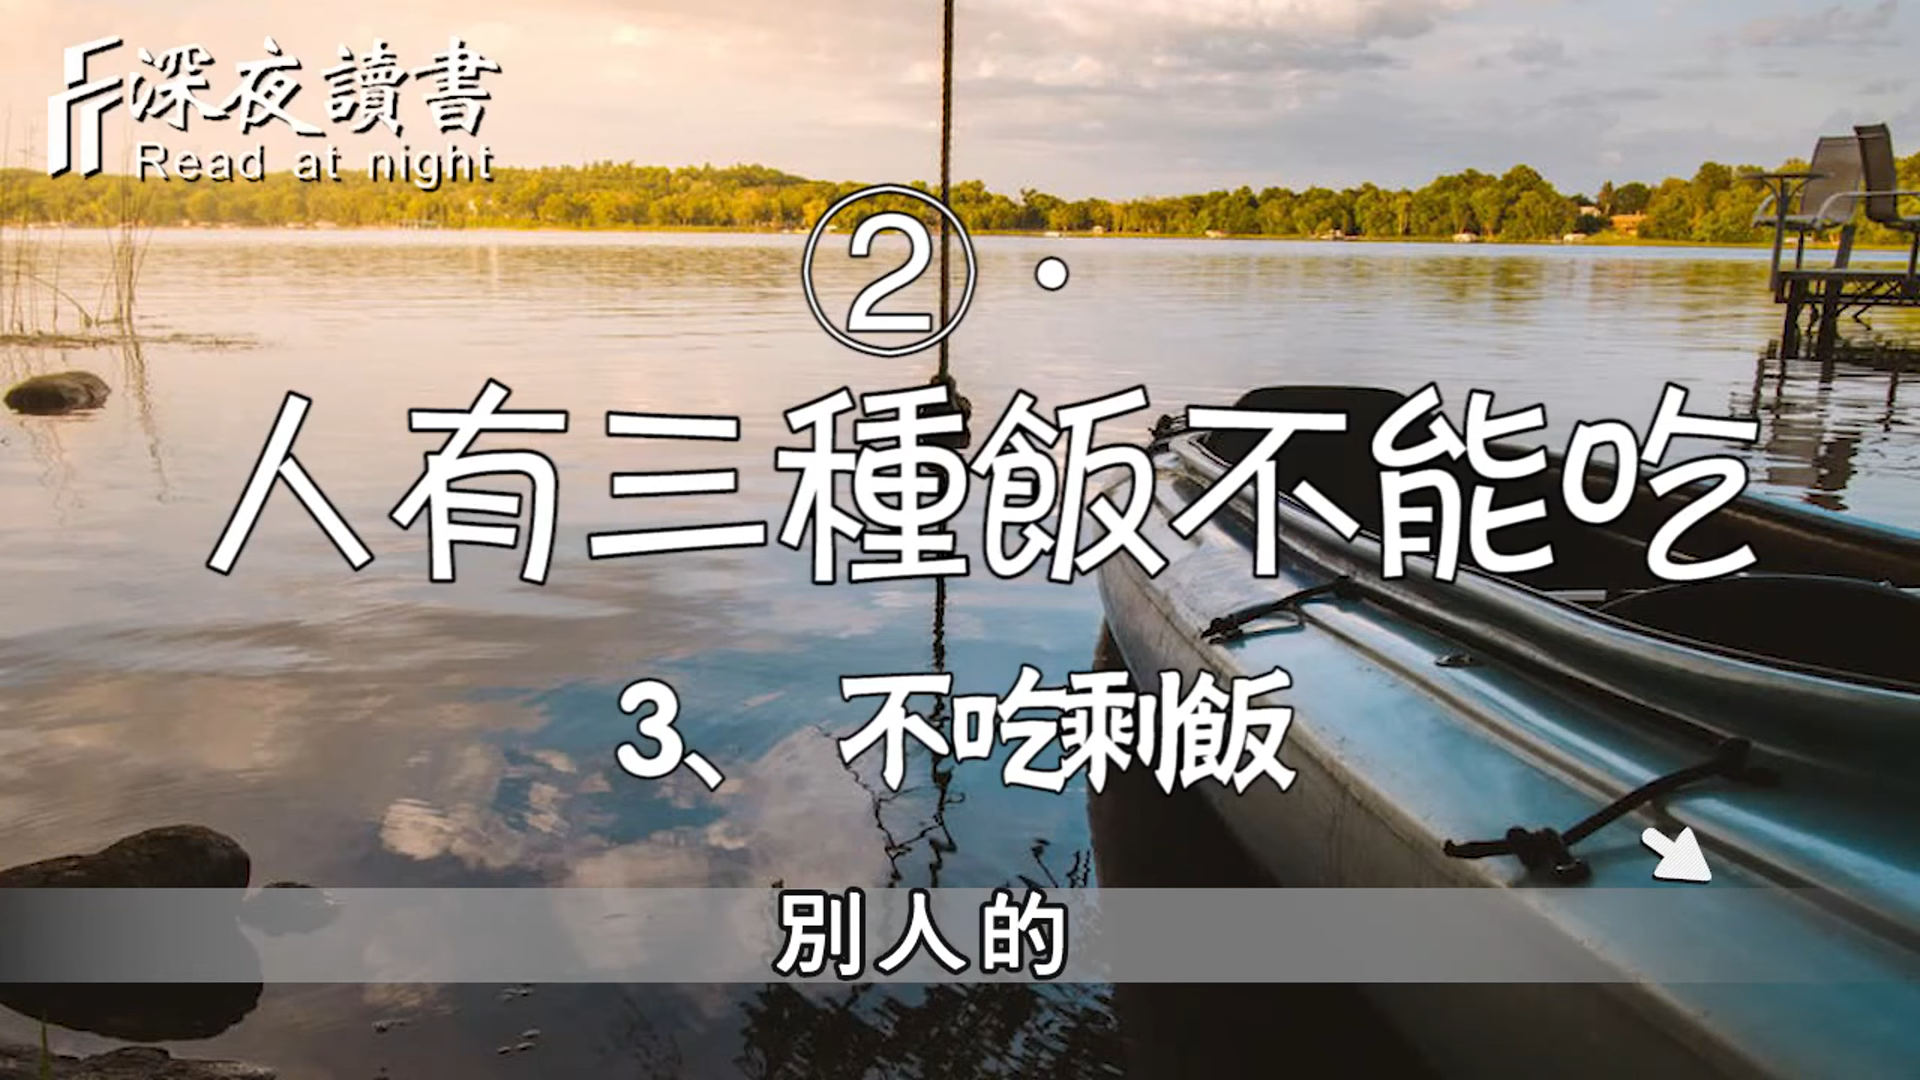 深夜讀書
Read at night
②·
人有三種飯不能吃
3、不吃剩飯
別人的